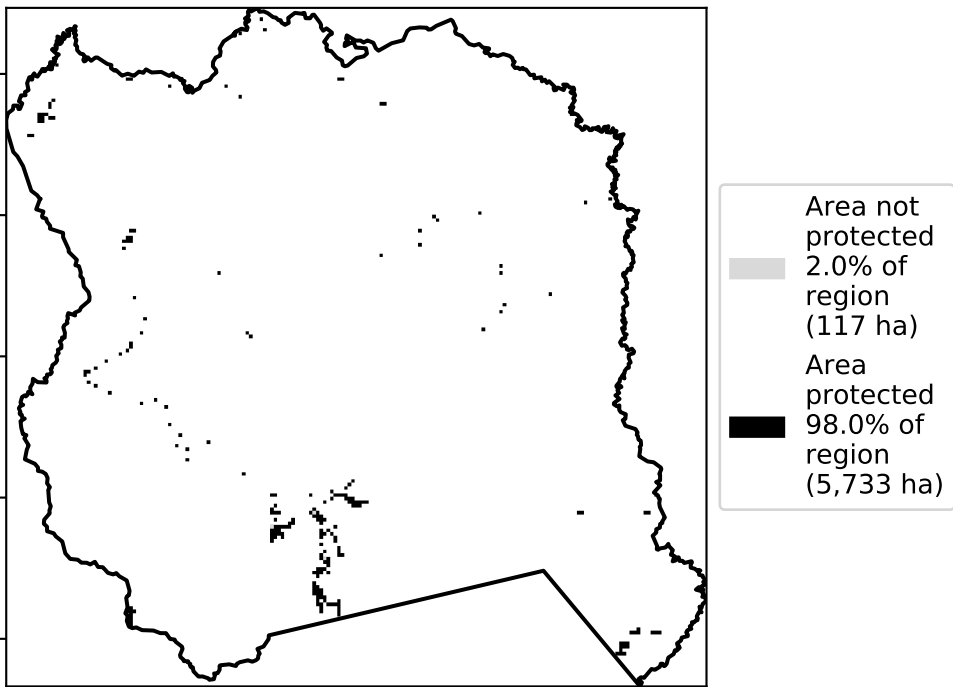 Area not
protected
2.0% of
region
(117 ha)
Area
protected
98.0% of
region
(5,733 ha)